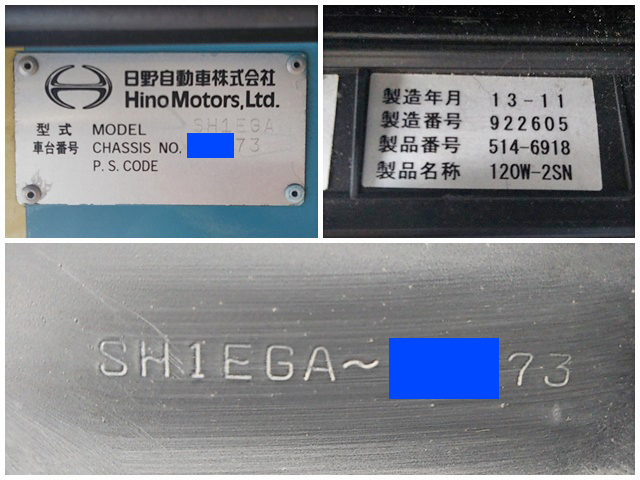 日野自動車株式会社
Hino Motors, Ltd.
型式 MODEL SH1EGA
車台番号 CHASSIS NO. 73
P.S.CODE
製造年月 13-11
製造番号 922605
製品番号 514-6918
製品名称 120W-2SN
SH1EGA~ 73